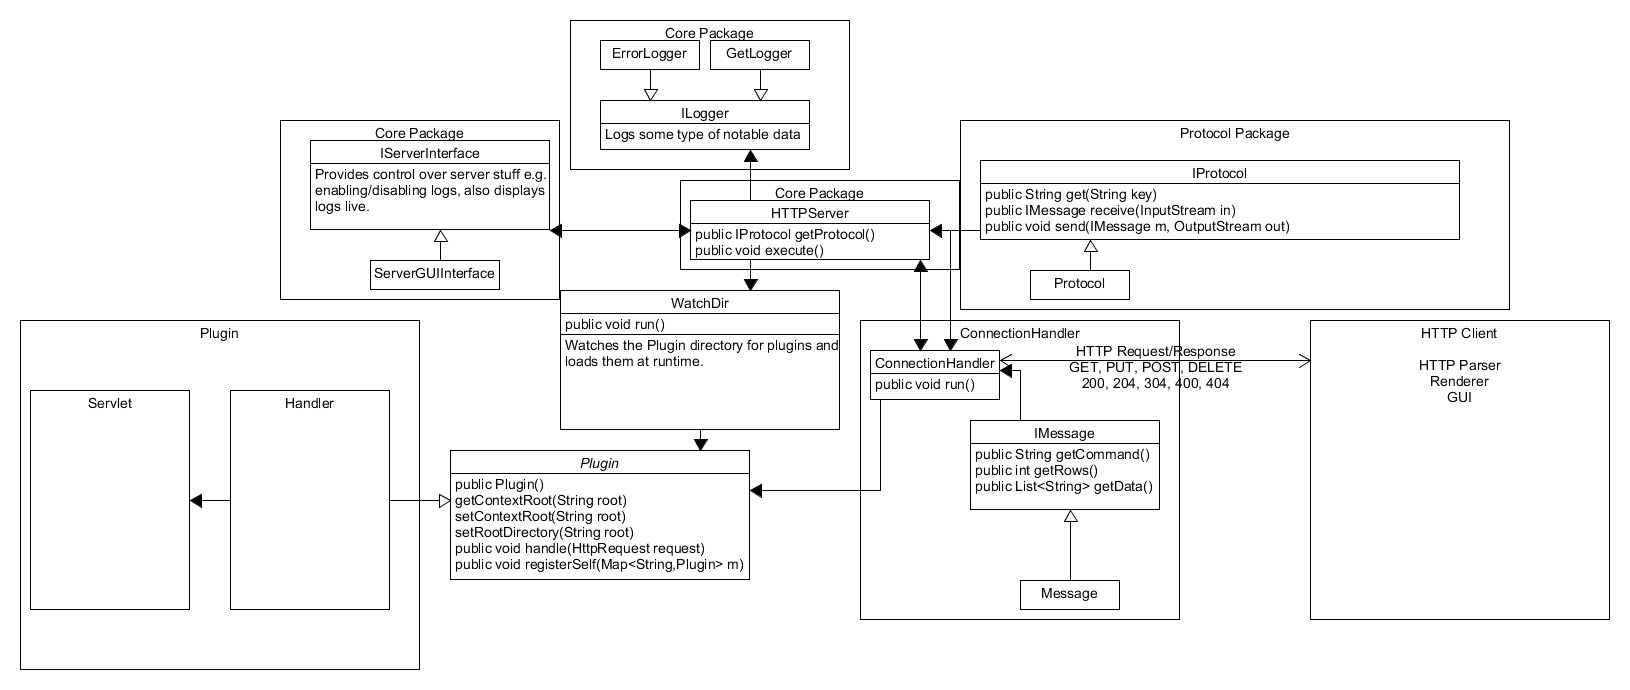 Core Package
ErrorLogger
GetLogger
ILogger
Logs some type of notable data
Core Package
IServerInterface
Provides control over server stuff e.g.
enabling/disabling logs, also displays
logs live.
ServerGUIInterface
Core Package
HTTPServer
public IProtocol getProtocol()
public void execute()
Protocol Package
IProtocol
public String get(String key)
public IMessage receive(InputStream in)
public void send(IMessage m, OutputStream out)
Protocol
WatchDir
public void run()
Watches the Plugin directory for plugins and
loads them at runtime.
Plugin
Servlet
Handler
Plugin
public Plugin()
getContextRoot(String root)
setContextRoot(String root)
setRootDirectory(String root)
public void handle(HttpRequest request)
public void registerSelf(Map<String,Plugin> m)
ConnectionHandler
ConnectionHandler
public void run()
HTTP Request/Response
GET, PUT, POST, DELETE
200, 204, 304, 400, 404
IMessage
public String getCommand()
public int getRows()
public List<String> getData()
Message
HTTP Client
HTTP Parser
Renderer
GUI